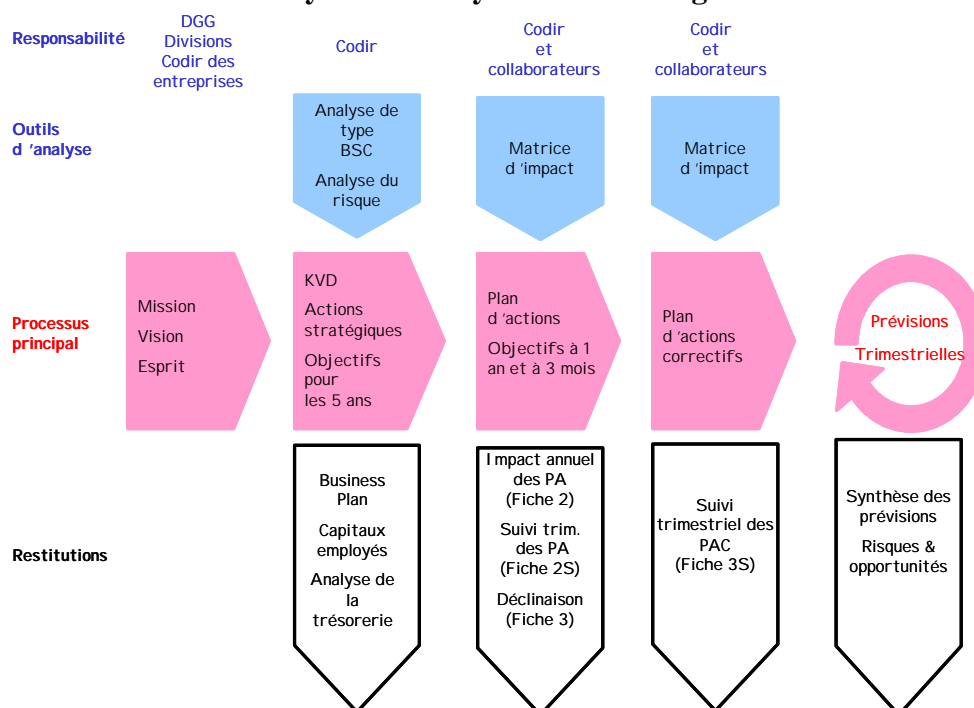 Responsabilité
DGG
Divisions
Codir des
entreprises
Codir
Codir
et
collaborateurs
Codir
et
collaborateurs
Outils
d 'analyse
Analyse de
type
BSC
Analyse du
risque
Matrice
d 'impact
Matrice
d 'impact
Processus
principal
Mission
Vision
Esprit
KVD
Actions
stratégiques
Objectifs
pour
les 5 ans
Plan
d 'actions
Objectifs à 1
an et à 3 mois
Plan
d 'actions
correctifs
Prévisions
Trimestrielles
Restitutions
Business
Plan
Capitaux
employés
Analyse de
la
trésorerie
Impact annuel
des PA
(Fiche 2)
Suivi trim.
des PA
(Fiche 2S)
Déclinaison
(Fiche 3)
Suivi
trimestriel des
PAC
(Fiche 3S)
Synthèse des
prévisions
Risques &
opportunités